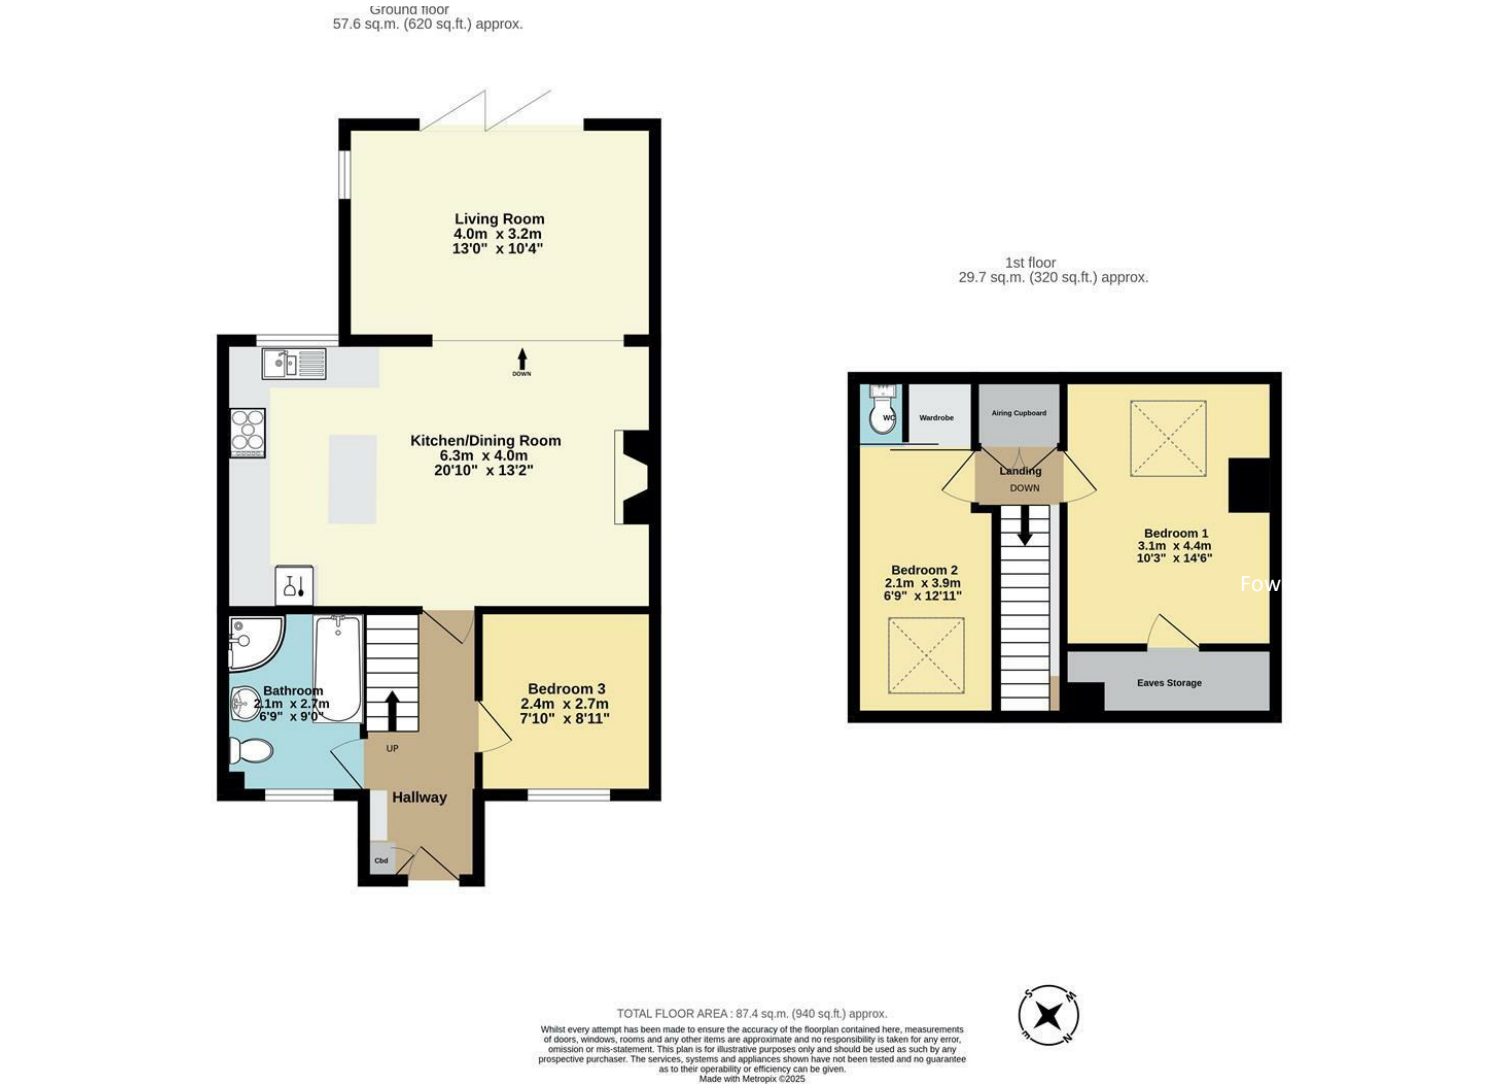 Ground floor
57.6 sq.m. (620 sq.ft.) approx.
Living Room
4.0m x 3.2m
13'0" x 10'4"
DOWN
Kitchen/Dining Room
6.3m x 4.0m
20'10" x 13'2"
Bathroom
2.1m x 2.7m
6'9" x 9'0"
UP
Hallway
Cbd
Bedroom 3
2.4m x 2.7m
7'10" x 8'11"
1st floor
29.7 sq.m. (320 sq.ft.) approx.
WC
Wardrobe
Airing Cupboard
Landing
DOWN
Bedroom 1
3.1m x 4.4m
10'3" x 14'6"
Fow
Bedroom 2
2.1m x 3.9m
6'9" x 12'11"
Eaves Storage
TOTAL FLOOR AREA : 87.4 sq.m. (940 sq.ft.) approx.
Whilst every attempt has been made to ensure the accuracy of the floorplan contained here, measurements
of doors, windows, rooms and any other items are approximate and no responsibility is taken for any error,
omission or mis-statement. This plan is for illustrative purposes only and should be used as such by any
prospective purchaser. The services, systems and appliances shown have not been tested and no guarantee
as to their operability or efficiency can be given.
Made with Metropix ©2025
S
W
E
N